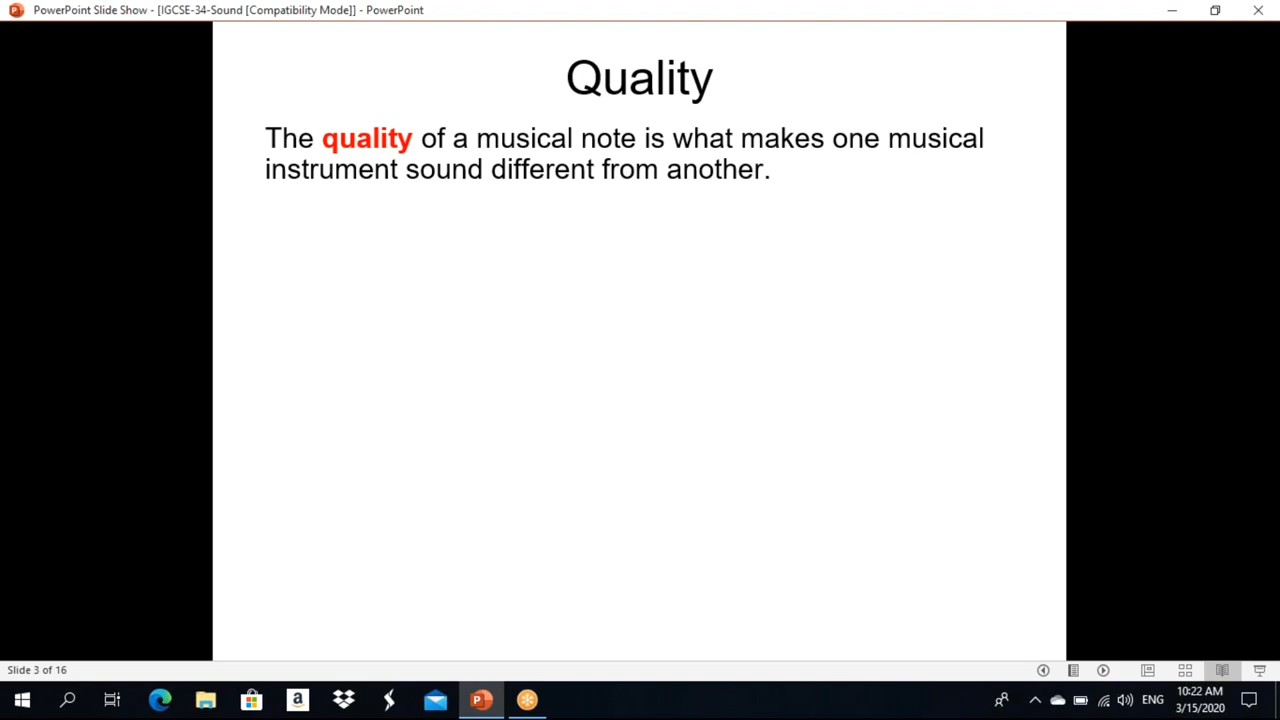 PowerPoint Slide Show - [IGCSE-34-Sound [Compatibility Mode]] - PowerPoint
Quality
The quality of a musical note is what makes one musical
instrument sound different from another.
Slide 3 of 16
ENG
10:22 AM
3/15/2020